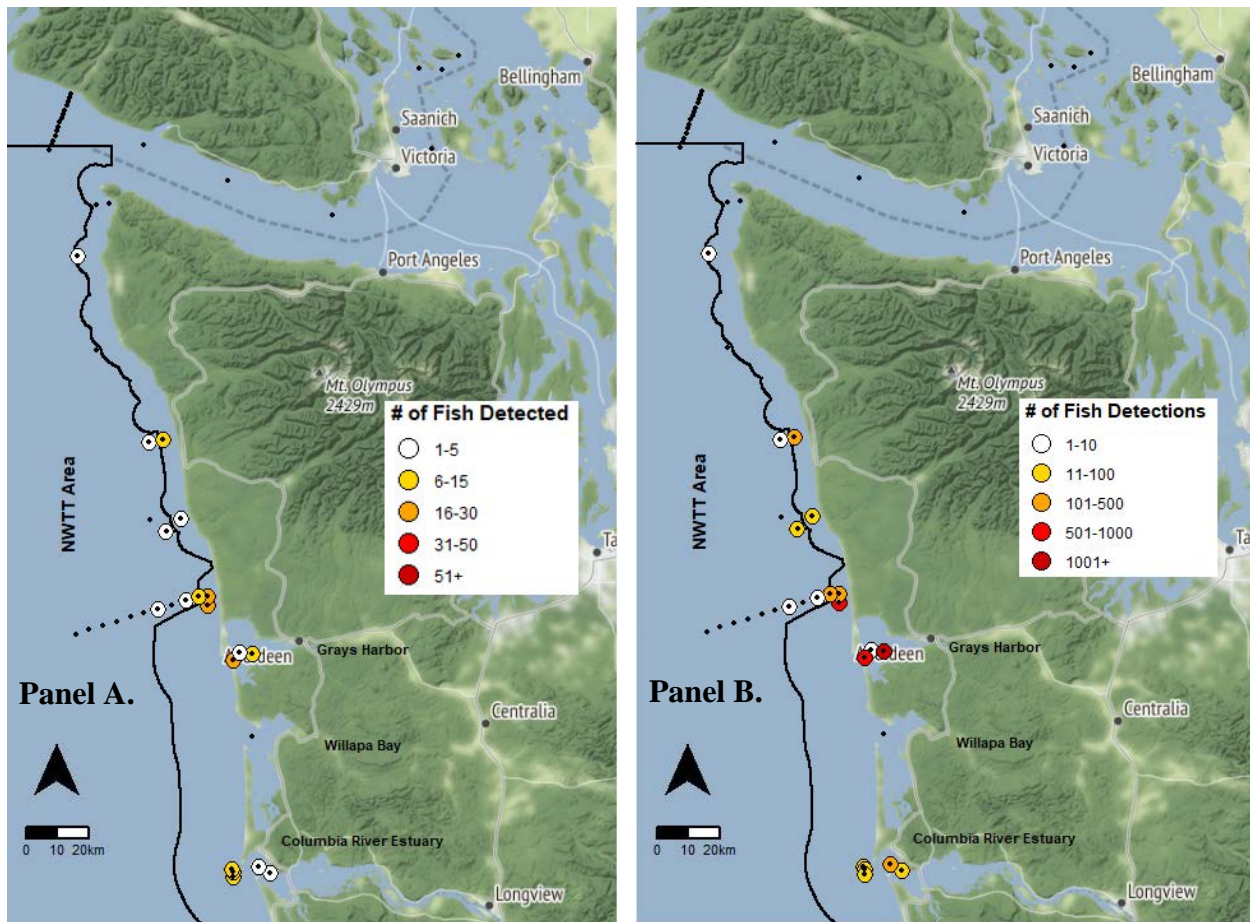 Bellingham
Saanich
Victoria
Port Angeles
Mt. Olympus
2429m
# of Fish Detected
1-5
6-15
16-30
31-50
51+
NWTT Area
Grays Harbor
Panel A.
Centralia
Willapa Bay
0 10 20km
Columbia River Estuary
Longview
Bellingham
Saanich
Victoria
Port Angeles
Mt. Olympus
2429m
# of Fish Detections
1-10
11-100
101-500
501-1000
1001+
NWTT Area
Grays Harbor
Panel B.
Centralia
Willapa Bay
0 10 20km
Columbia River Estuary
Longview